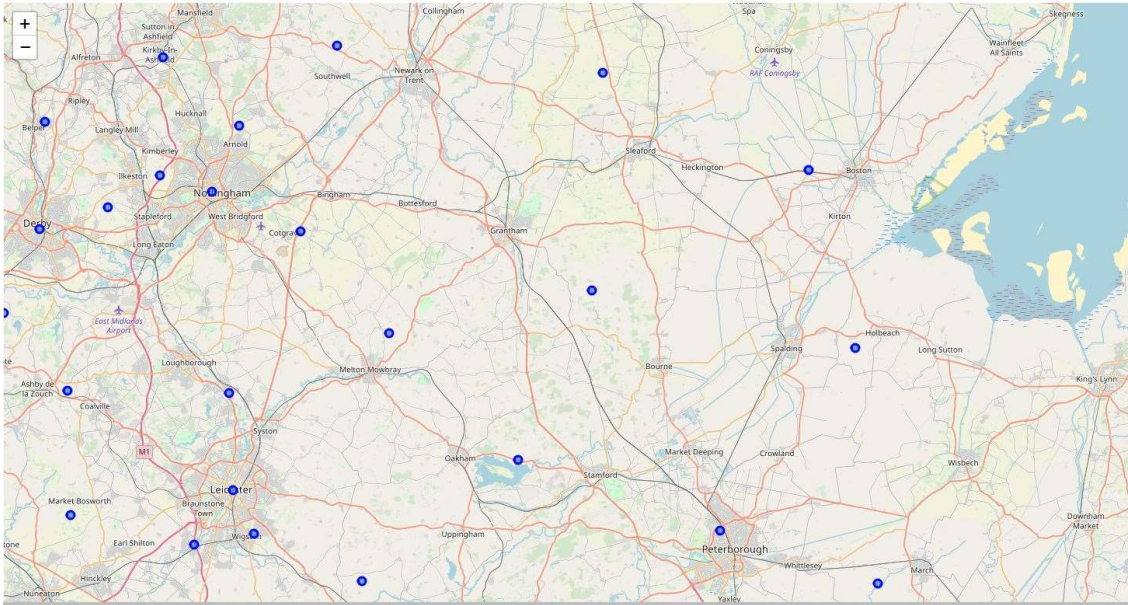 +
−
Mansfield
Collingham
Spa
Skegness
Sutton in
Ashfield
Kirkby-In-
Alfreton
Southwell
Newark on
Trent
Coningsby
RAF Coningsby
Wainfleet
All Saints
Ripley
Hucknall
Belper
Langley Mill
Arnold
Kimberley
Sleaford
Heckington
Boston
Ilkeston
Nottingham
Bingham
Bottesford
Derby
Stapleford
West Bridgford
Kirton
Long Eaton
Grantham
East Midlands
Airport
Loughborough
Melton Mowbray
Bourne
Spalding
Holbeach
Long Sutton
King's Lynn
Ashby de
la Zouch
Coalville
Syston
M1
Oakham
Stamford
Market Deeping
Crowland
Wisbech
Market Bosworth
Leicester
Braunstone
Town
Earl Shilton
Wigston
Uppingham
Peterborough
Downham
Market
Hinckley
Whittlesey
March
Nuneaton
Yaxley